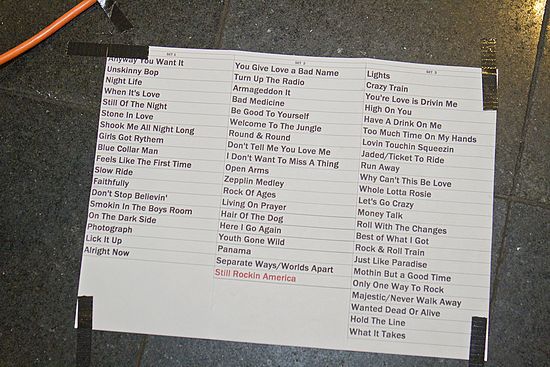 SET 1
Anyway You Want It
Unskinny Bop
Night Life
When It's Love
Still Of The Night
Stone In Love
Shook Me All Night Long
Girls Got Rythem
Blue Collar Man
Feels Like The First Time
Slow Ride
Faithfully
Don't Stop Believin'
Smokin In The Boys Room
On The Dark Side
Photograph
Lick It Up
Alright Now
SET 2
You Give Love a Bad Name
Turn Up The Radio
Armageddon It
Bad Medicine
Be Good To Yourself
Welcome To The Jungle
Round & Round
Don't Tell Me You Love Me
I Don't Want To Miss A Thing
Open Arms
Zepplin Medley
Rock Of Ages
Living On Prayer
Hair Of The Dog
Here I Go Again
Youth Gone Wild
Panama
Separate Ways/Worlds Apart
Still Rockin America
SET 3
Lights
Crazy Train
You're Love is Drivin Me
High On You
Have A Drink On Me
Too Much Time On My Hands
Lovin Touchin Squeezin
Jaded/Ticket To Ride
Run Away
Why Can't This Be Love
Whole Lotta Rosie
Let's Go Crazy
Money Talk
Roll With The Changes
Best of What I Got
Rock & Roll Train
Just Like Paradise
Mothin But a Good Time
Only One Way To Rock
Majestic/Never Walk Away
Wanted Dead Or Alive
Hold The Line
What It Takes